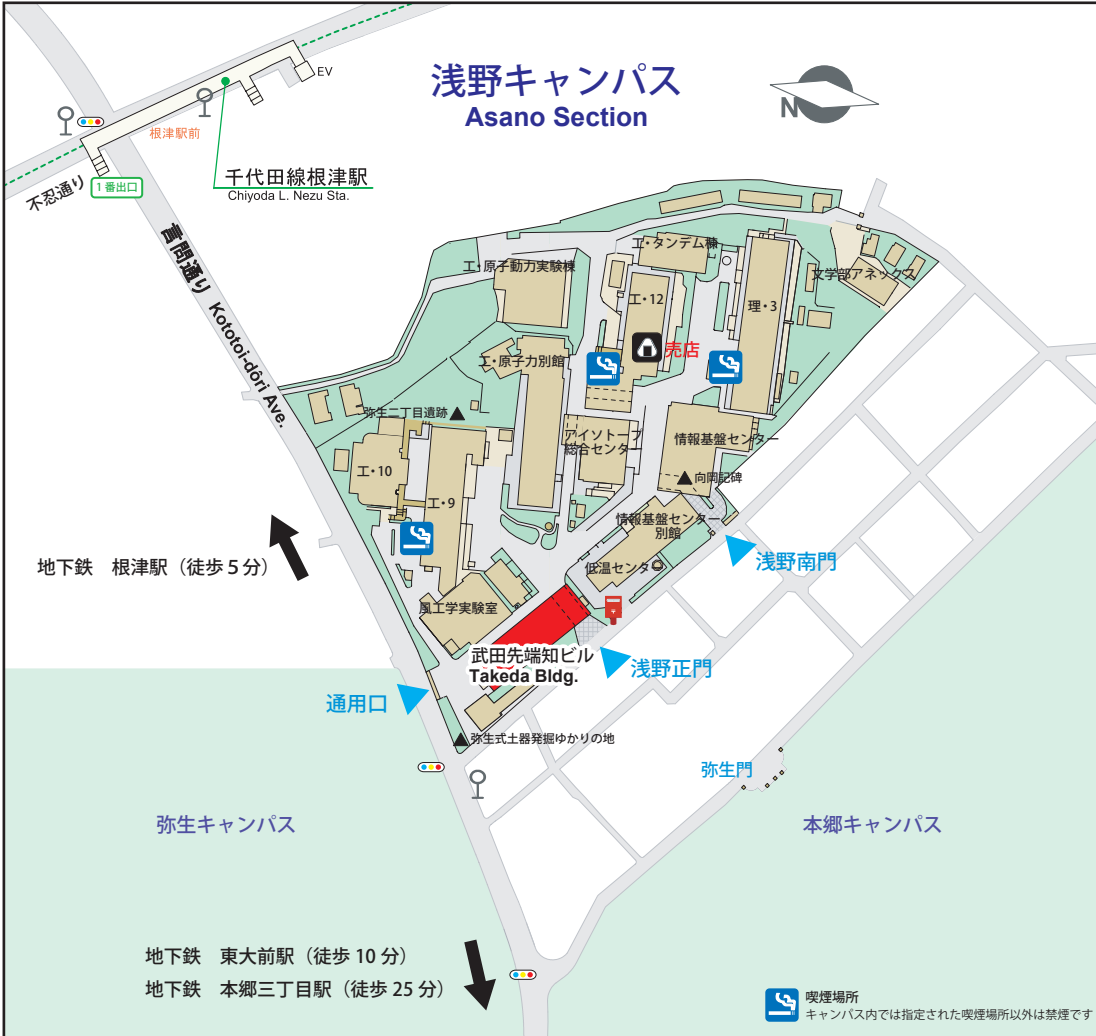 浅野キャンパス
Asano Section
N
EV
根津駅前
千代田線根津駅
Chiyoda L. Nezu Sta.
不忍通り
1番出口
言問通り Kototoi-dôri Ave.
工・タンデム棟
工・原子動力実験棟
文学部アネックス
工・12
理・3
売店
工・原子力別館
弥生二丁目遺跡
アイソトープ
総合センター
情報基盤センター
工・10
向岡記碑
工・9
情報基盤センター
別館
浅野南門
地下鉄 根津駅(徒歩5分)
低温センター
風工学実験室
〒
武田先端知ビル
Takeda Bldg.
浅野正門
通用口
弥生式土器発掘ゆかりの地
弥生門
弥生キャンパス
本郷キャンパス
地下鉄 東大前駅(徒歩 10 分)
地下鉄 本郷三丁目駅(徒歩 25 分)
喫煙場所
キャンパス内では指定された喫煙場所以外は禁煙です